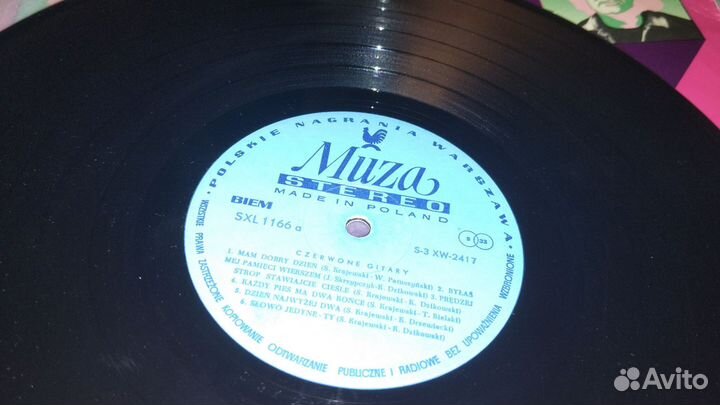 POLSKIE NAGRANIA WARSZAWA
Muza
STEREO
MADE IN POLAND
BIEM
SXL 1166 a
S 33
S-3 XW-2417
CZERWONE GITARY
1. MAM DOBRY DZIEŃ (S. Krajewski - W. Patuszyński) 2. BYŁAŚ
MEJ PAMIĘCI WIERSZEM (J. Skrzypczyk-K. Dzikowski) 3. PRĘDZEJ
STROP STAWIAJCIE CIEŚLE (S. Krajewski - K. Dzikowski)
4. KAŻDY PIES MA DWA KOŃCE (S. Krajewski - T. Bielski)
5. DZIEŃ NAJWYŻEJ DWA (S. Krajewski - E. Drzendacki)
6. SŁOWO JEDYNE - TY (S. Krajewski - K. Dzikowski)
WSZYSTKIE PRAWA ZASTRZEŻONE KOPIOWANIE ODTWARZANIE PUBLICZNE I RADIOWE BEZ UPOWAŻNIENIA WZBRONIONE
Avito